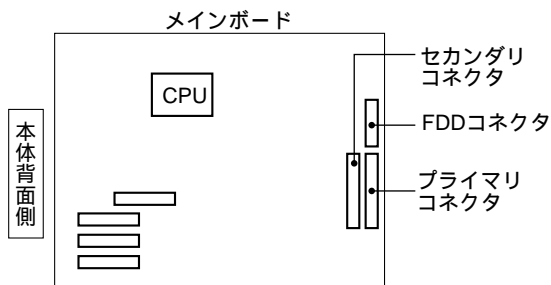 メインボード
セカンダリ
コネクタ
CPU
FDDコネクタ
本体背面側
プライマリ
コネクタ